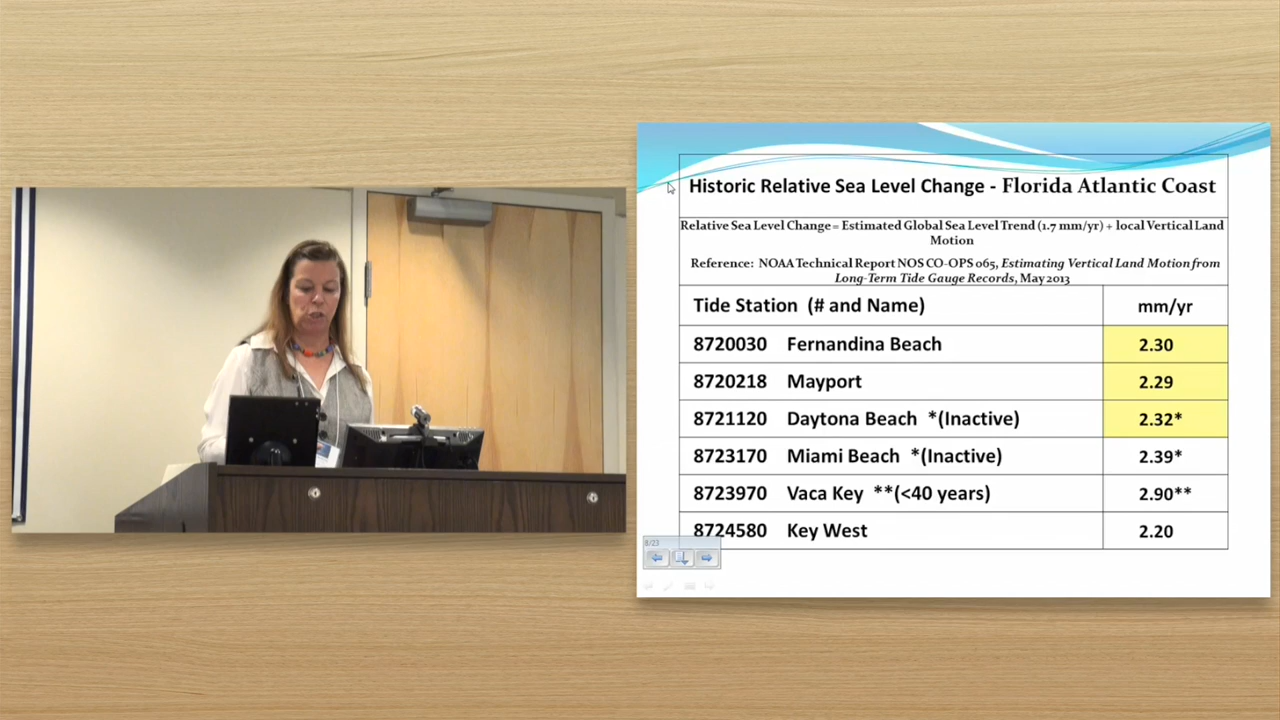 Historic Relative Sea Level Change - Florida Atlantic Coast
Relative Sea Level Change = Estimated Global Sea Level Trend (1.7 mm/yr) + local Vertical Land
Motion
Reference: NOAA Technical Report NOS CO-OPS 065, Estimating Vertical Land Motion from
Long-Term Tide Gauge Records, May 2013
Tide Station (# and Name) mm/yr
8720030 Fernandina Beach 2.30
8720218 Mayport 2.29
8721120 Daytona Beach *(Inactive) 2.32*
8723170 Miami Beach *(Inactive) 2.39*
8723970 Vaca Key **(<40 years) 2.90**
8724580 Key West 2.20
8/23